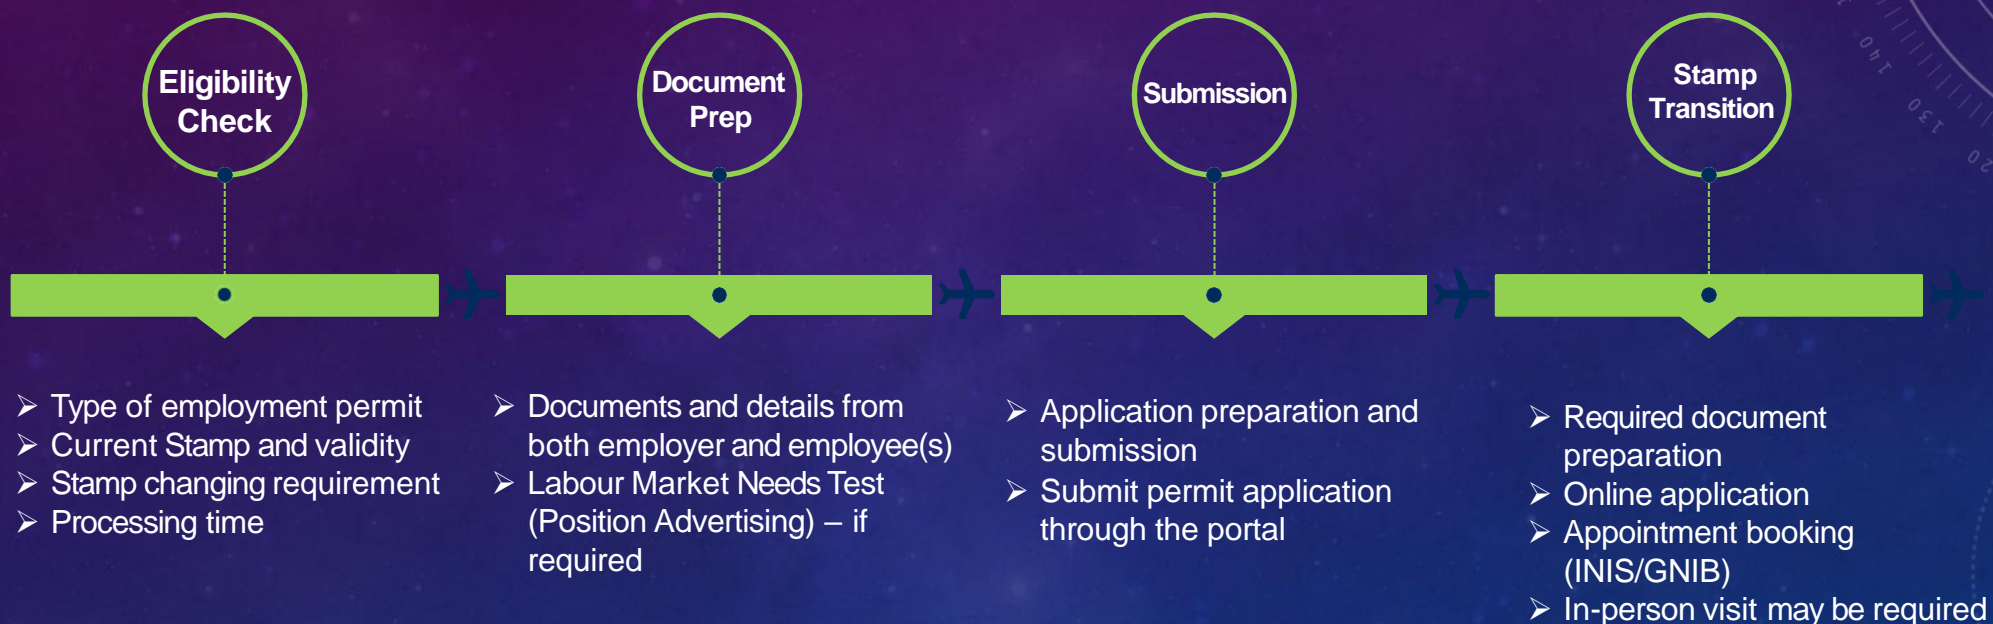 Eligibility
Check
Document
Prep
Submission
Stamp
Transition
140
130
120
➢ Type of employment permit
➢ Current Stamp and validity
➢ Stamp changing requirement
➢ Processing time
➢ Documents and details from
both employer and employee(s)
➢ Labour Market Needs Test
(Position Advertising) – if
required
➢ Application preparation and
submission
➢ Submit permit application
through the portal
➢ Required document
preparation
➢ Online application
➢ Appointment booking
(INIS/GNIB)
➢ In-person visit may be required